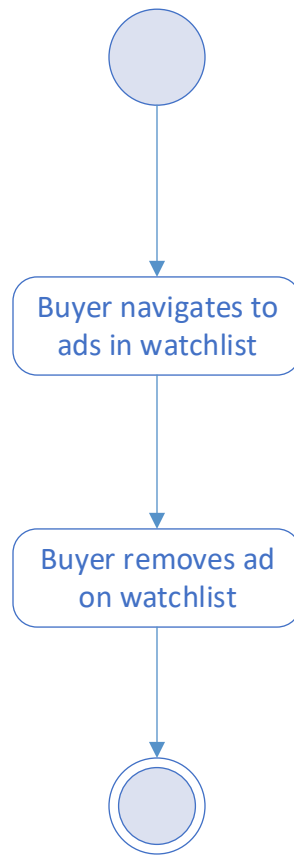 Buyer navigates to
ads in watchlist
Buyer removes ad
on watchlist